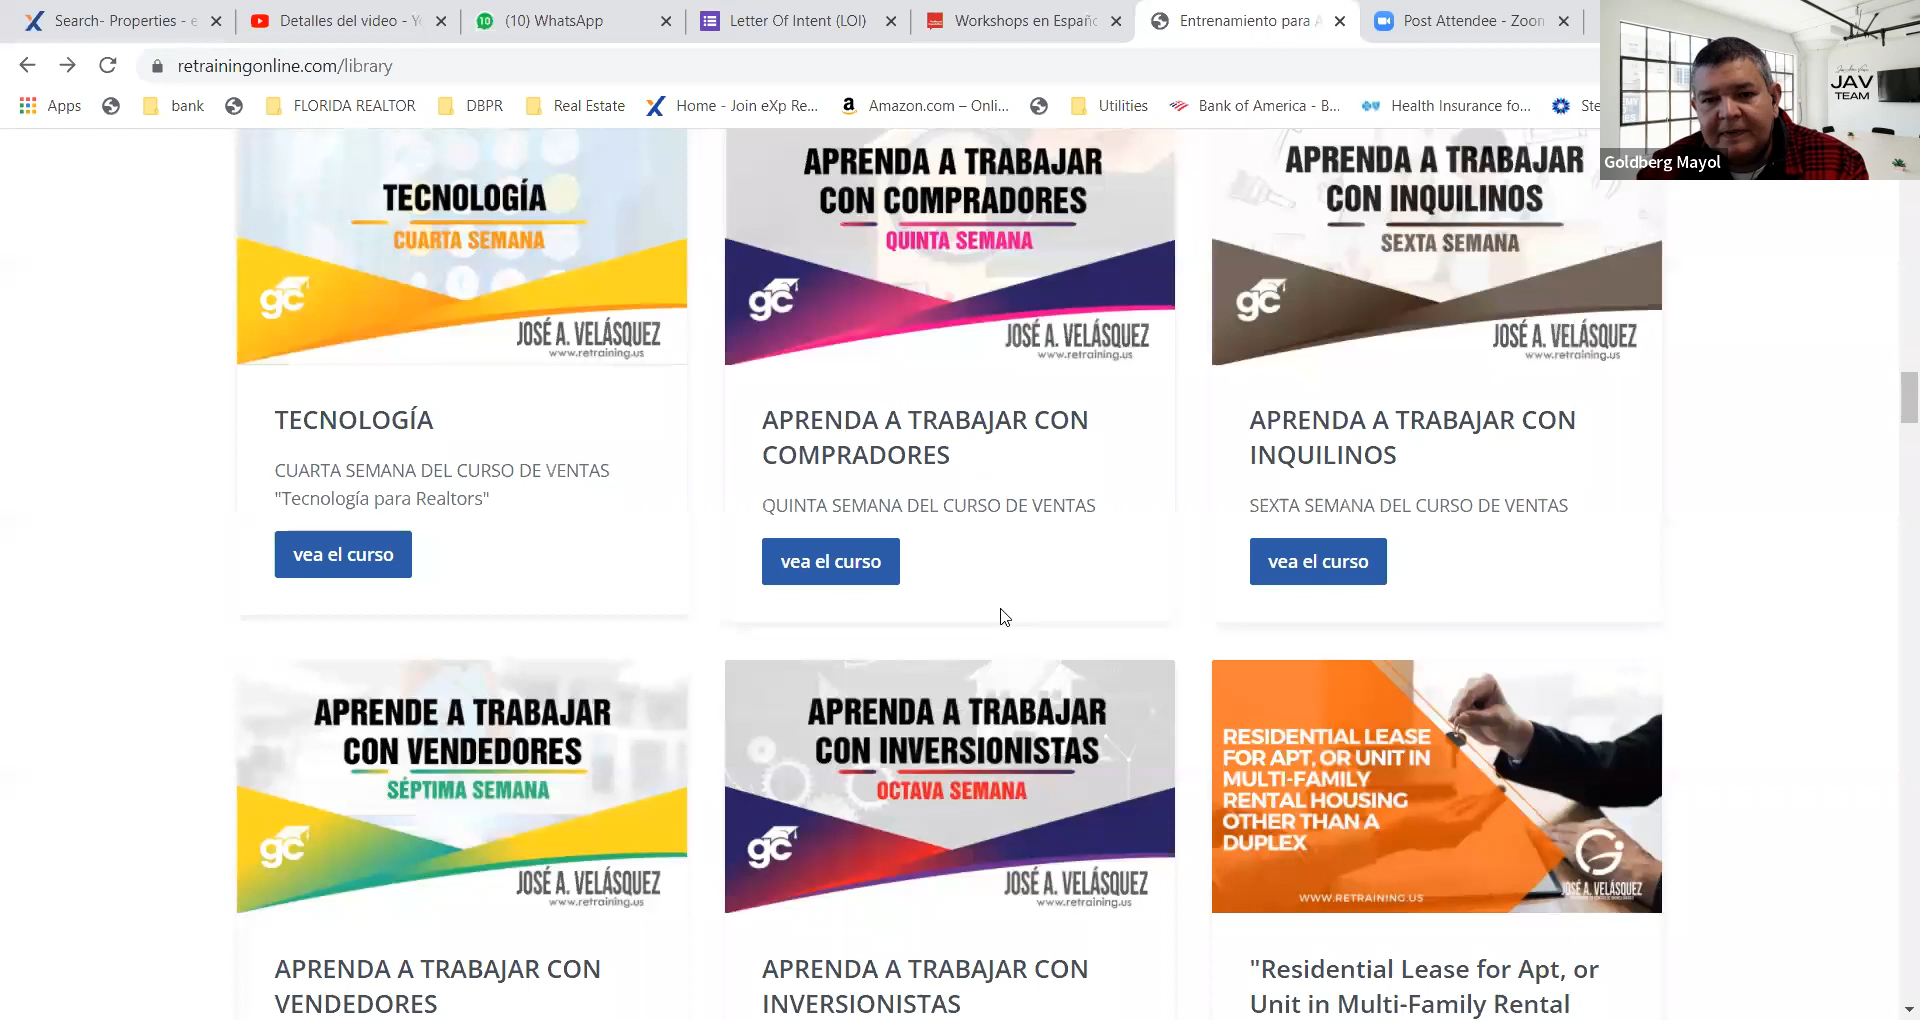 Search- Properties - e
Detalles del video - Yo
(10) WhatsApp
Letter Of Intent (LOI)
Workshops en Españo
Entrenamiento para A
Post Attendee - Zoom
retrainingonline.com/library
Apps
bank
FLORIDA REALTOR
DBPR
Real Estate
Home - Join eXp Re...
Amazon.com – Onli...
Utilities
Bank of America - B...
Health Insurance fo...
Ste
JAV
TEAM
Goldberg Mayol
TECNOLOGÍA
CUARTA SEMANA
gc
JOSÉ A. VELÁSQUEZ
www.retraining.us
APRENDA A TRABAJAR
CON COMPRADORES
QUINTA SEMANA
gc
JOSÉ A. VELÁSQUEZ
www.retraining.us
APRENDA A TRABAJAR
CON INQUILINOS
SEXTA SEMANA
gc
JOSÉ A. VELÁSQUEZ
www.retraining.us
TECNOLOGÍA
CUARTA SEMANA DEL CURSO DE VENTAS
"Tecnología para Realtors"
vea el curso
APRENDA A TRABAJAR CON
COMPRADORES
QUINTA SEMANA DEL CURSO DE VENTAS
vea el curso
APRENDA A TRABAJAR CON
INQUILINOS
SEXTA SEMANA DEL CURSO DE VENTAS
vea el curso
APRENDE A TRABAJAR
CON VENDEDORES
SÉPTIMA SEMANA
gc
JOSÉ A. VELÁSQUEZ
www.retraining.us
APRENDA A TRABAJAR
CON INVERSIONISTAS
OCTAVA SEMANA
gc
JOSÉ A. VELÁSQUEZ
www.retraining.us
RESIDENTIAL LEASE
FOR APT, OR UNIT IN
MULTI-FAMILY
RENTAL HOUSING
OTHER THAN A
DUPLEX
JOSÉ A. VELÁSQUEZ
WWW.RETRAINING.US
APRENDA A TRABAJAR CON
VENDEDORES
APRENDA A TRABAJAR CON
INVERSIONISTAS
"Residential Lease for Apt, or
Unit in Multi-Family Rental